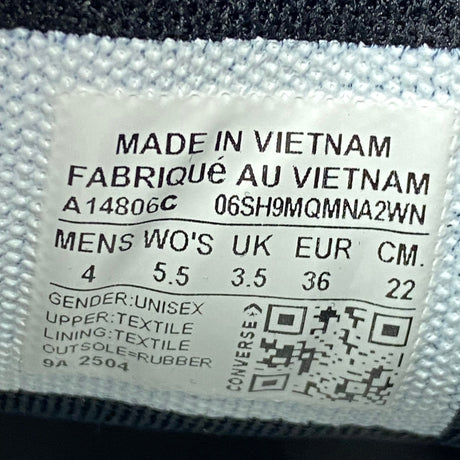 MADE IN VIETNAM
FABRIQUé AU VIETNAM
A14806C 06SH9MQMNA2WN
MENS WO'S UK EUR CM.
4 5.5 3.5 36 22
GENDER:UNISEX
UPPER:TEXTILE
LINING:TEXTILE
OUTSOLE=RUBBER
9A 2504
CONVERSE